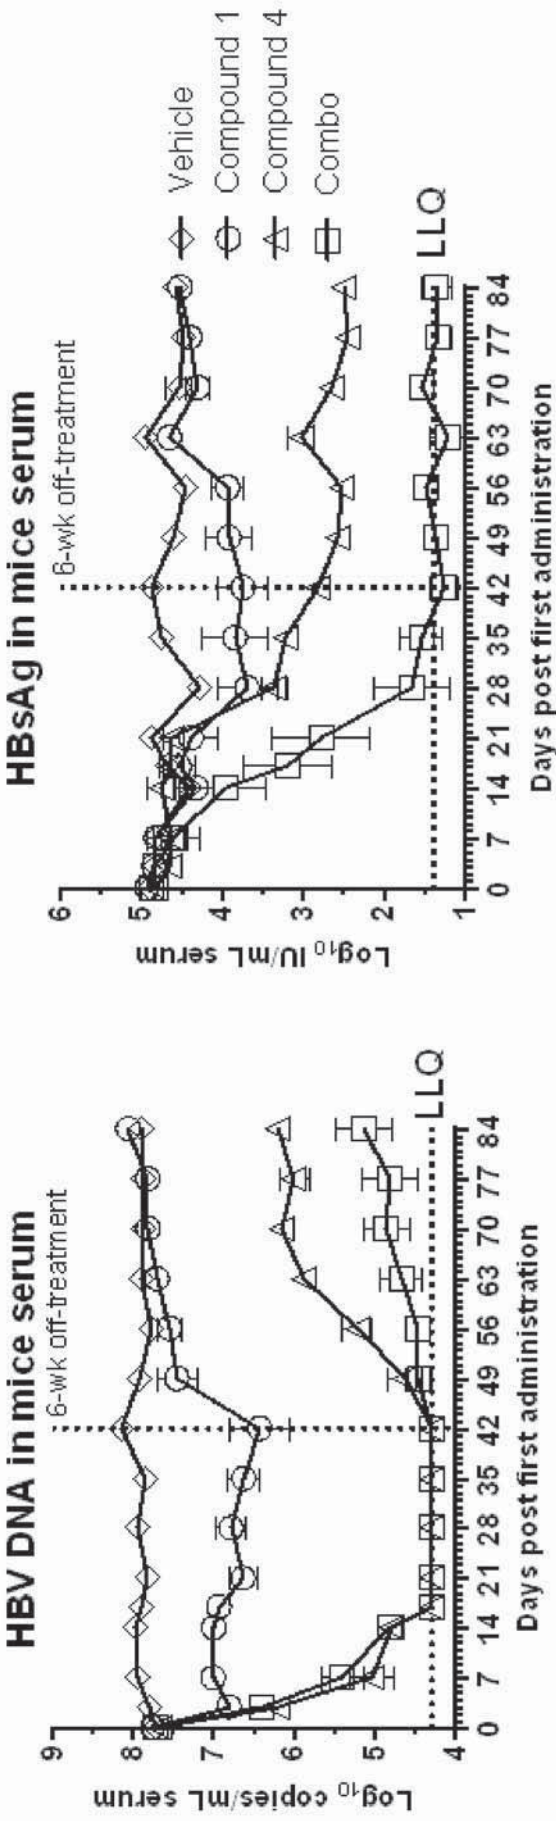 HBV DNA in mice serum
6-wk off-treatment
Log₁₀ copies/mL serum
9
8
7
6
5
4
LLQ
0 7 14 21 28 35 42 49 56 63 70 77 84
Days post first administration
HBsAg in mice serum
6-wk off-treatment
Log₁₀ IU/mL serum
6
5
4
3
2
1
LLQ
0 7 14 21 28 35 42 49 56 63 70 77 84
Days post first administration
Vehicle
Compound 1
Compound 4
Combo